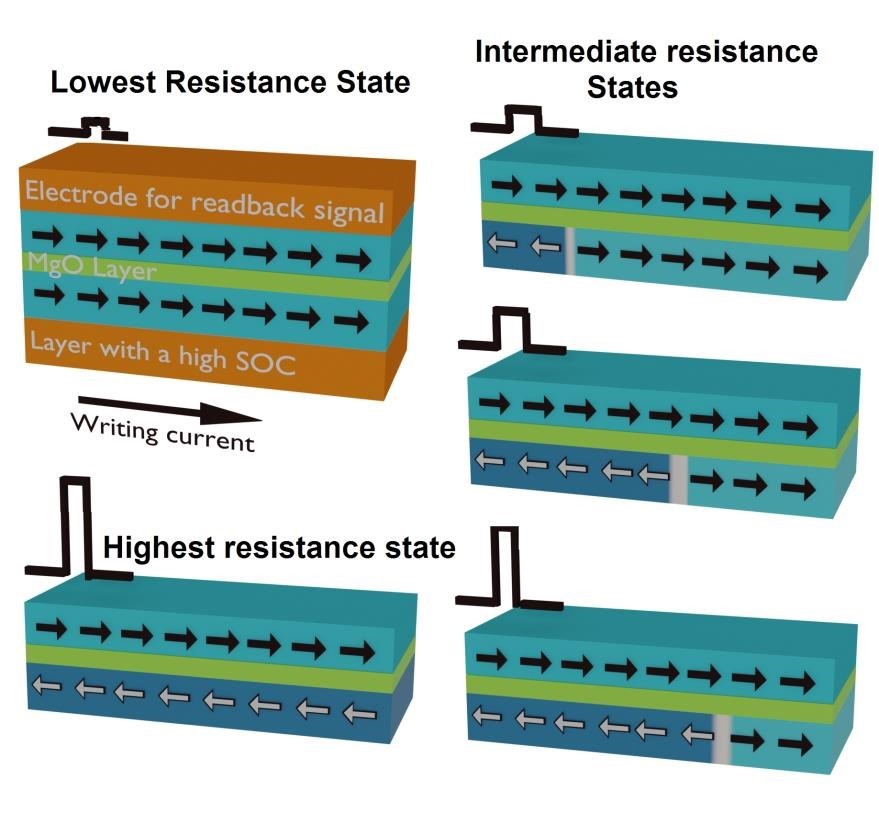 Lowest Resistance State
Electrode for readback signal
MgO Layer
Layer with a high SOC
Writing current
Intermediate resistance
States
Highest resistance state